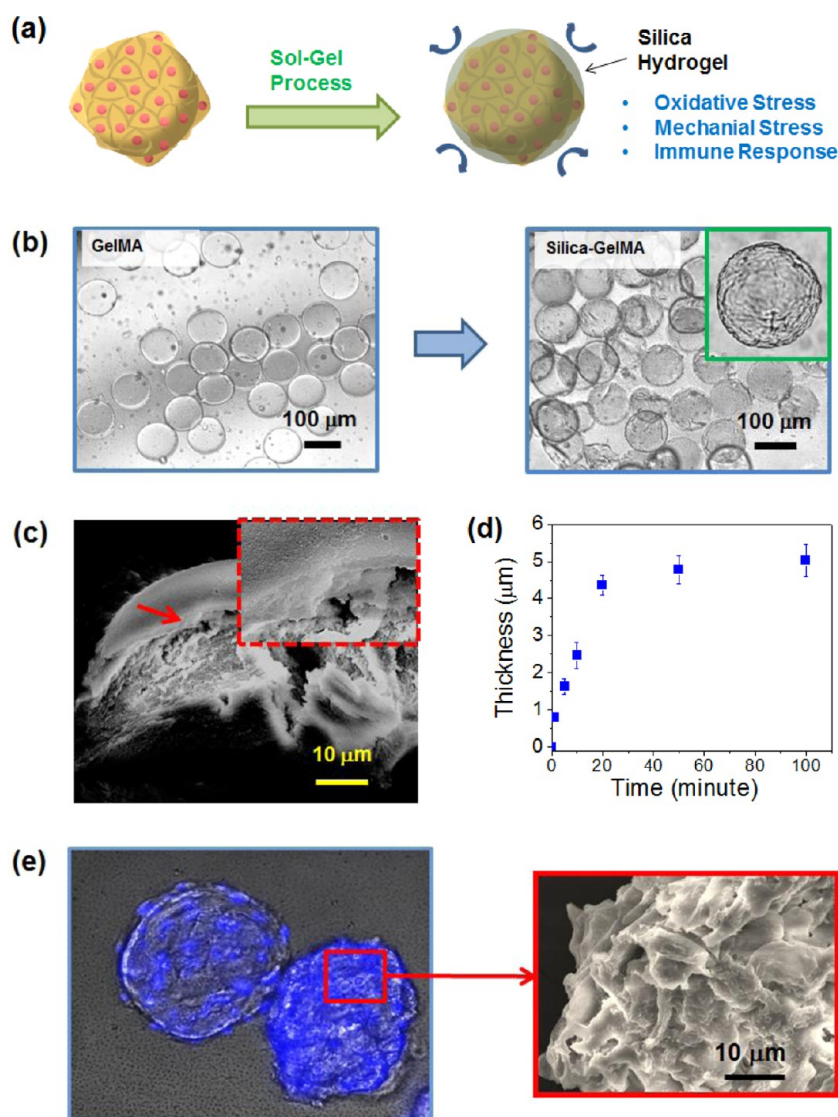 (a)
Sol-Gel
Process
Silica
Hydrogel
• Oxidative Stress
• Mechanial Stress
• Immune Response
(b)
GelMA
100 μm
Silica-GelMA
100 μm
(c)
10 μm
(d)
6
5
4
3
2
1
0
Thickness (μm)
0 20 40 60 80 100
Time (minute)
(e)
10 μm